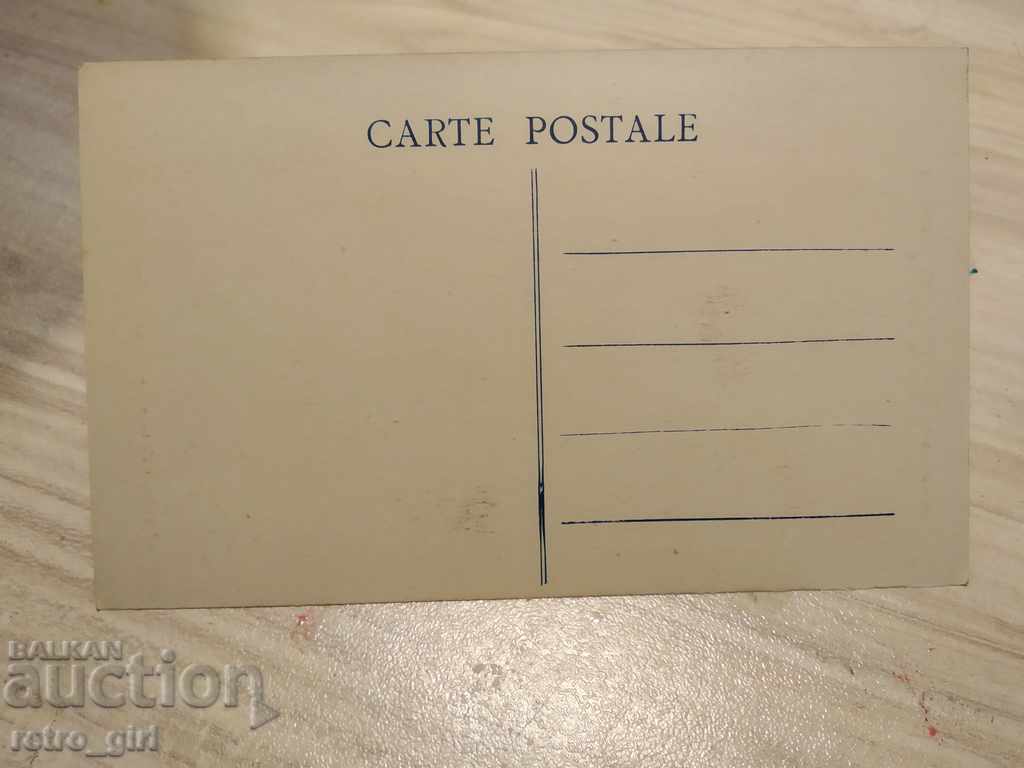 CARTE POSTALE
BALKAN
auction
retro_girl